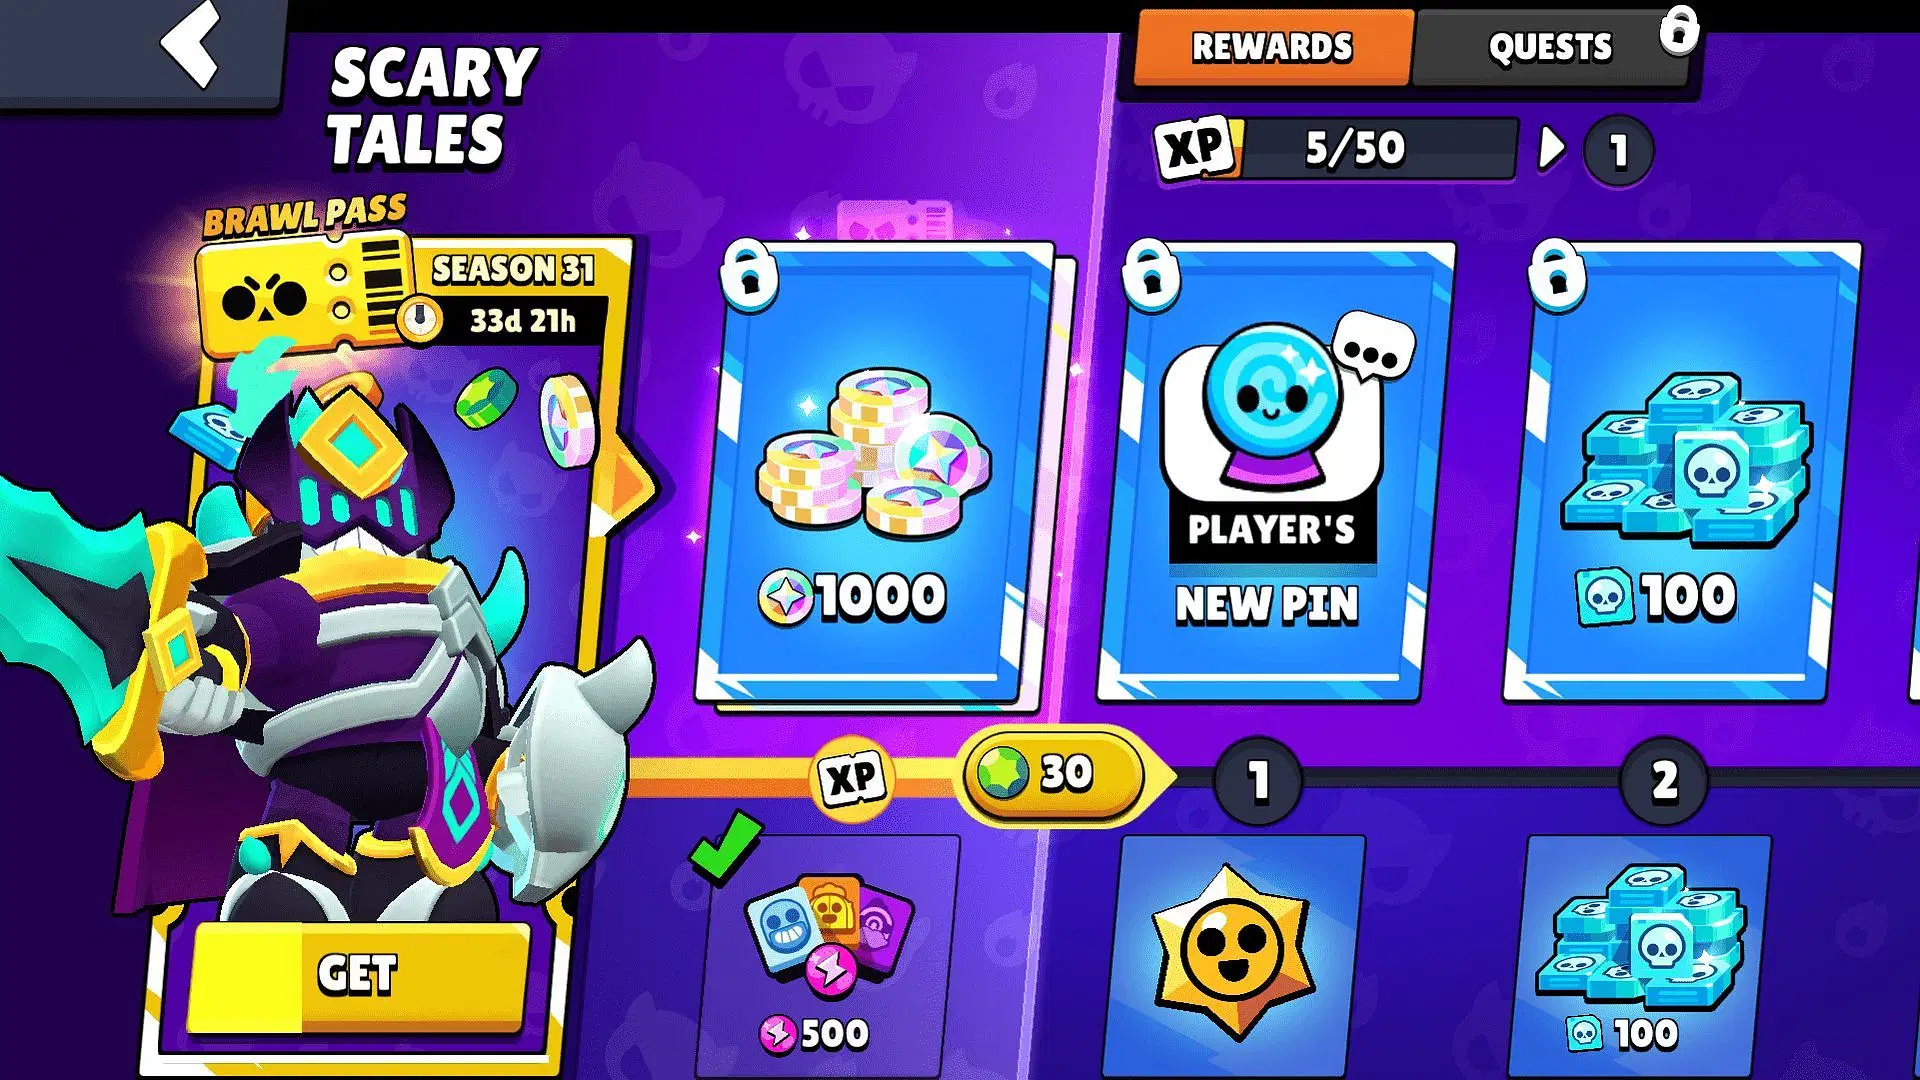 SCARY
TALES
REWARDS
QUESTS
XP
5/50
1
BRAWL PASS
SEASON 31
33d 21h
1000
PLAYER'S
NEW PIN
100
XP
30
1
2
GET
500
100